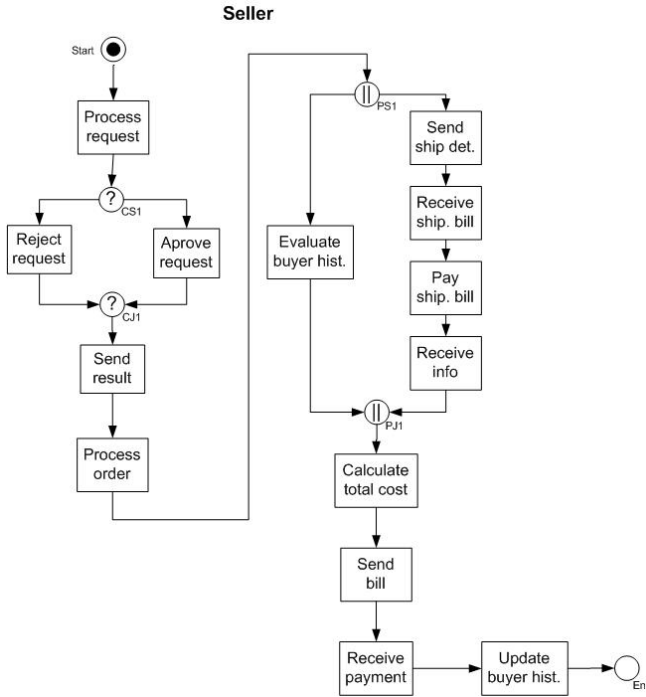 Seller
Start
Process
request
?
CS1
Reject
request
Aprove
request
?
CJ1
Send
result
Process
order
||
PS1
Send
ship det.
Receive
ship. bill
Evaluate
buyer hist.
Pay
ship. bill
Receive
info
||
PJ1
Calculate
total cost
Send
bill
Receive
payment
Update
buyer hist.
En